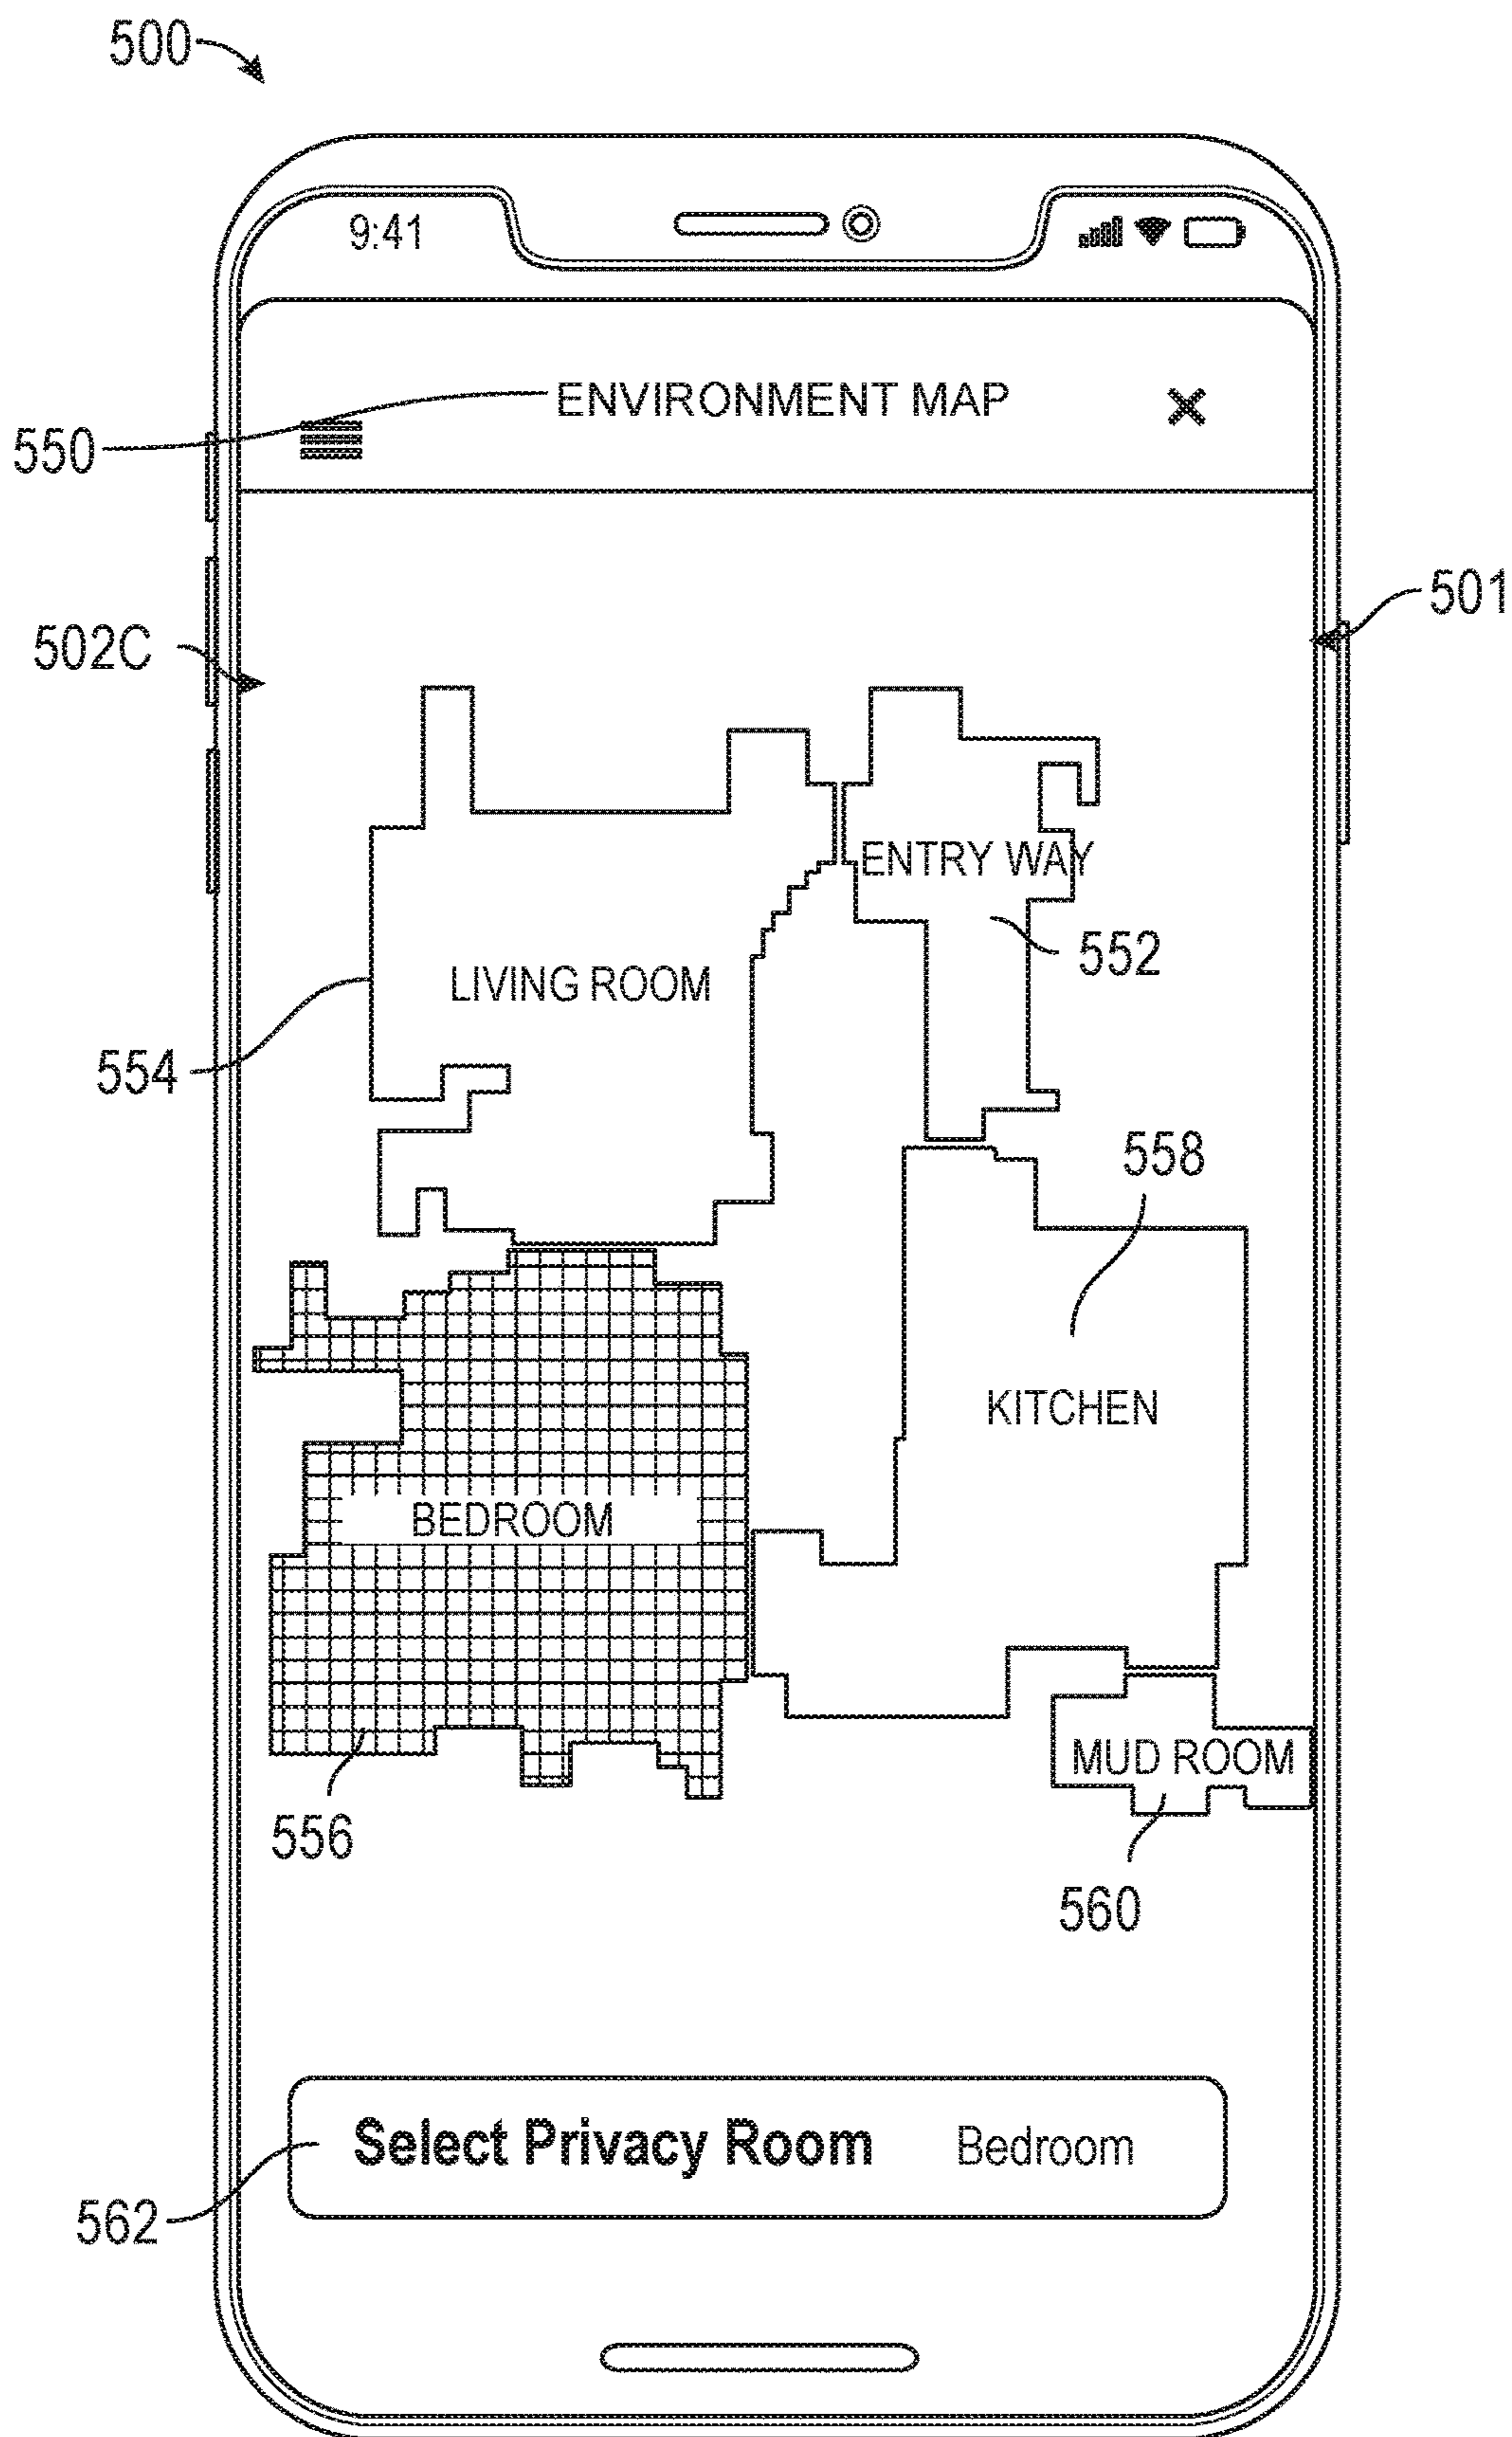 500
9:41
ENVIRONMENT MAP
550
501
502C
ENTRY WAY
552
LIVING ROOM
554
558
KITCHEN
BEDROOM
MUD ROOM
556
560
Select Privacy Room Bedroom
562